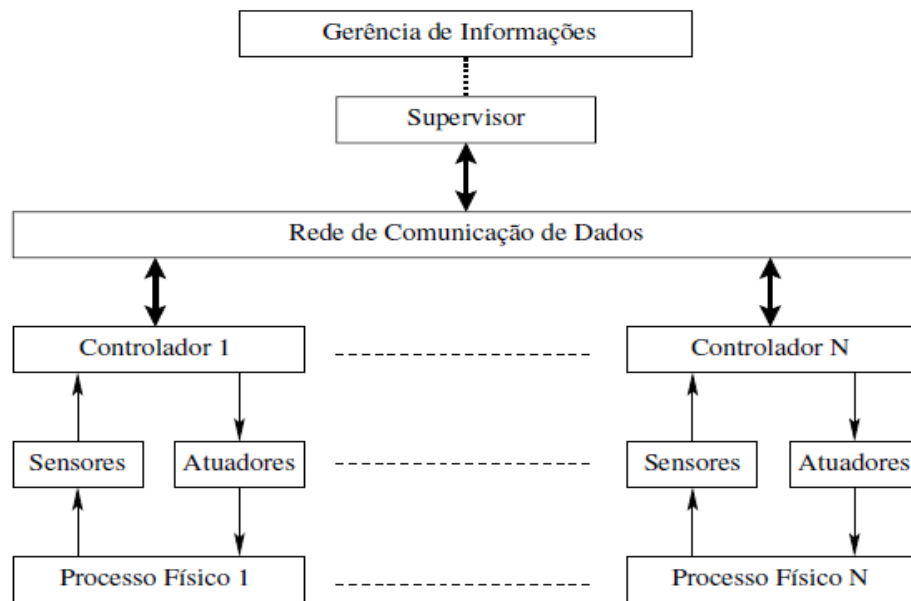 Gerência de Informações
Supervisor
Rede de Comunicação de Dados
Controlador 1
Controlador N
Sensores
Atuadores
Sensores
Atuadores
Processo Físico 1
Processo Físico N